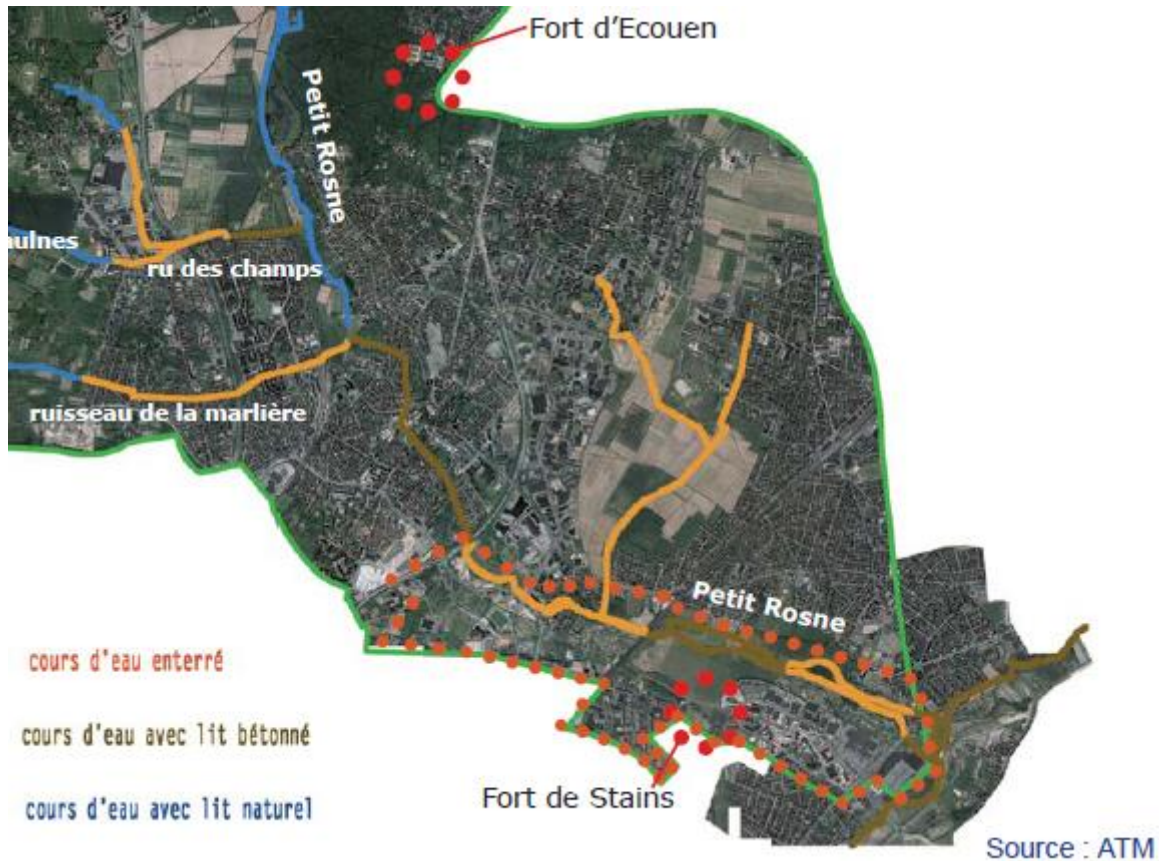 Fort d'Ecouen
Petit Rosne
aulnes
ru des champs
ruisseau de la marlière
Petit Rosne
cours d'eau enterré
cours d'eau avec lit bétonné
cours d'eau avec lit naturel
Fort de Stains
Source : ATM